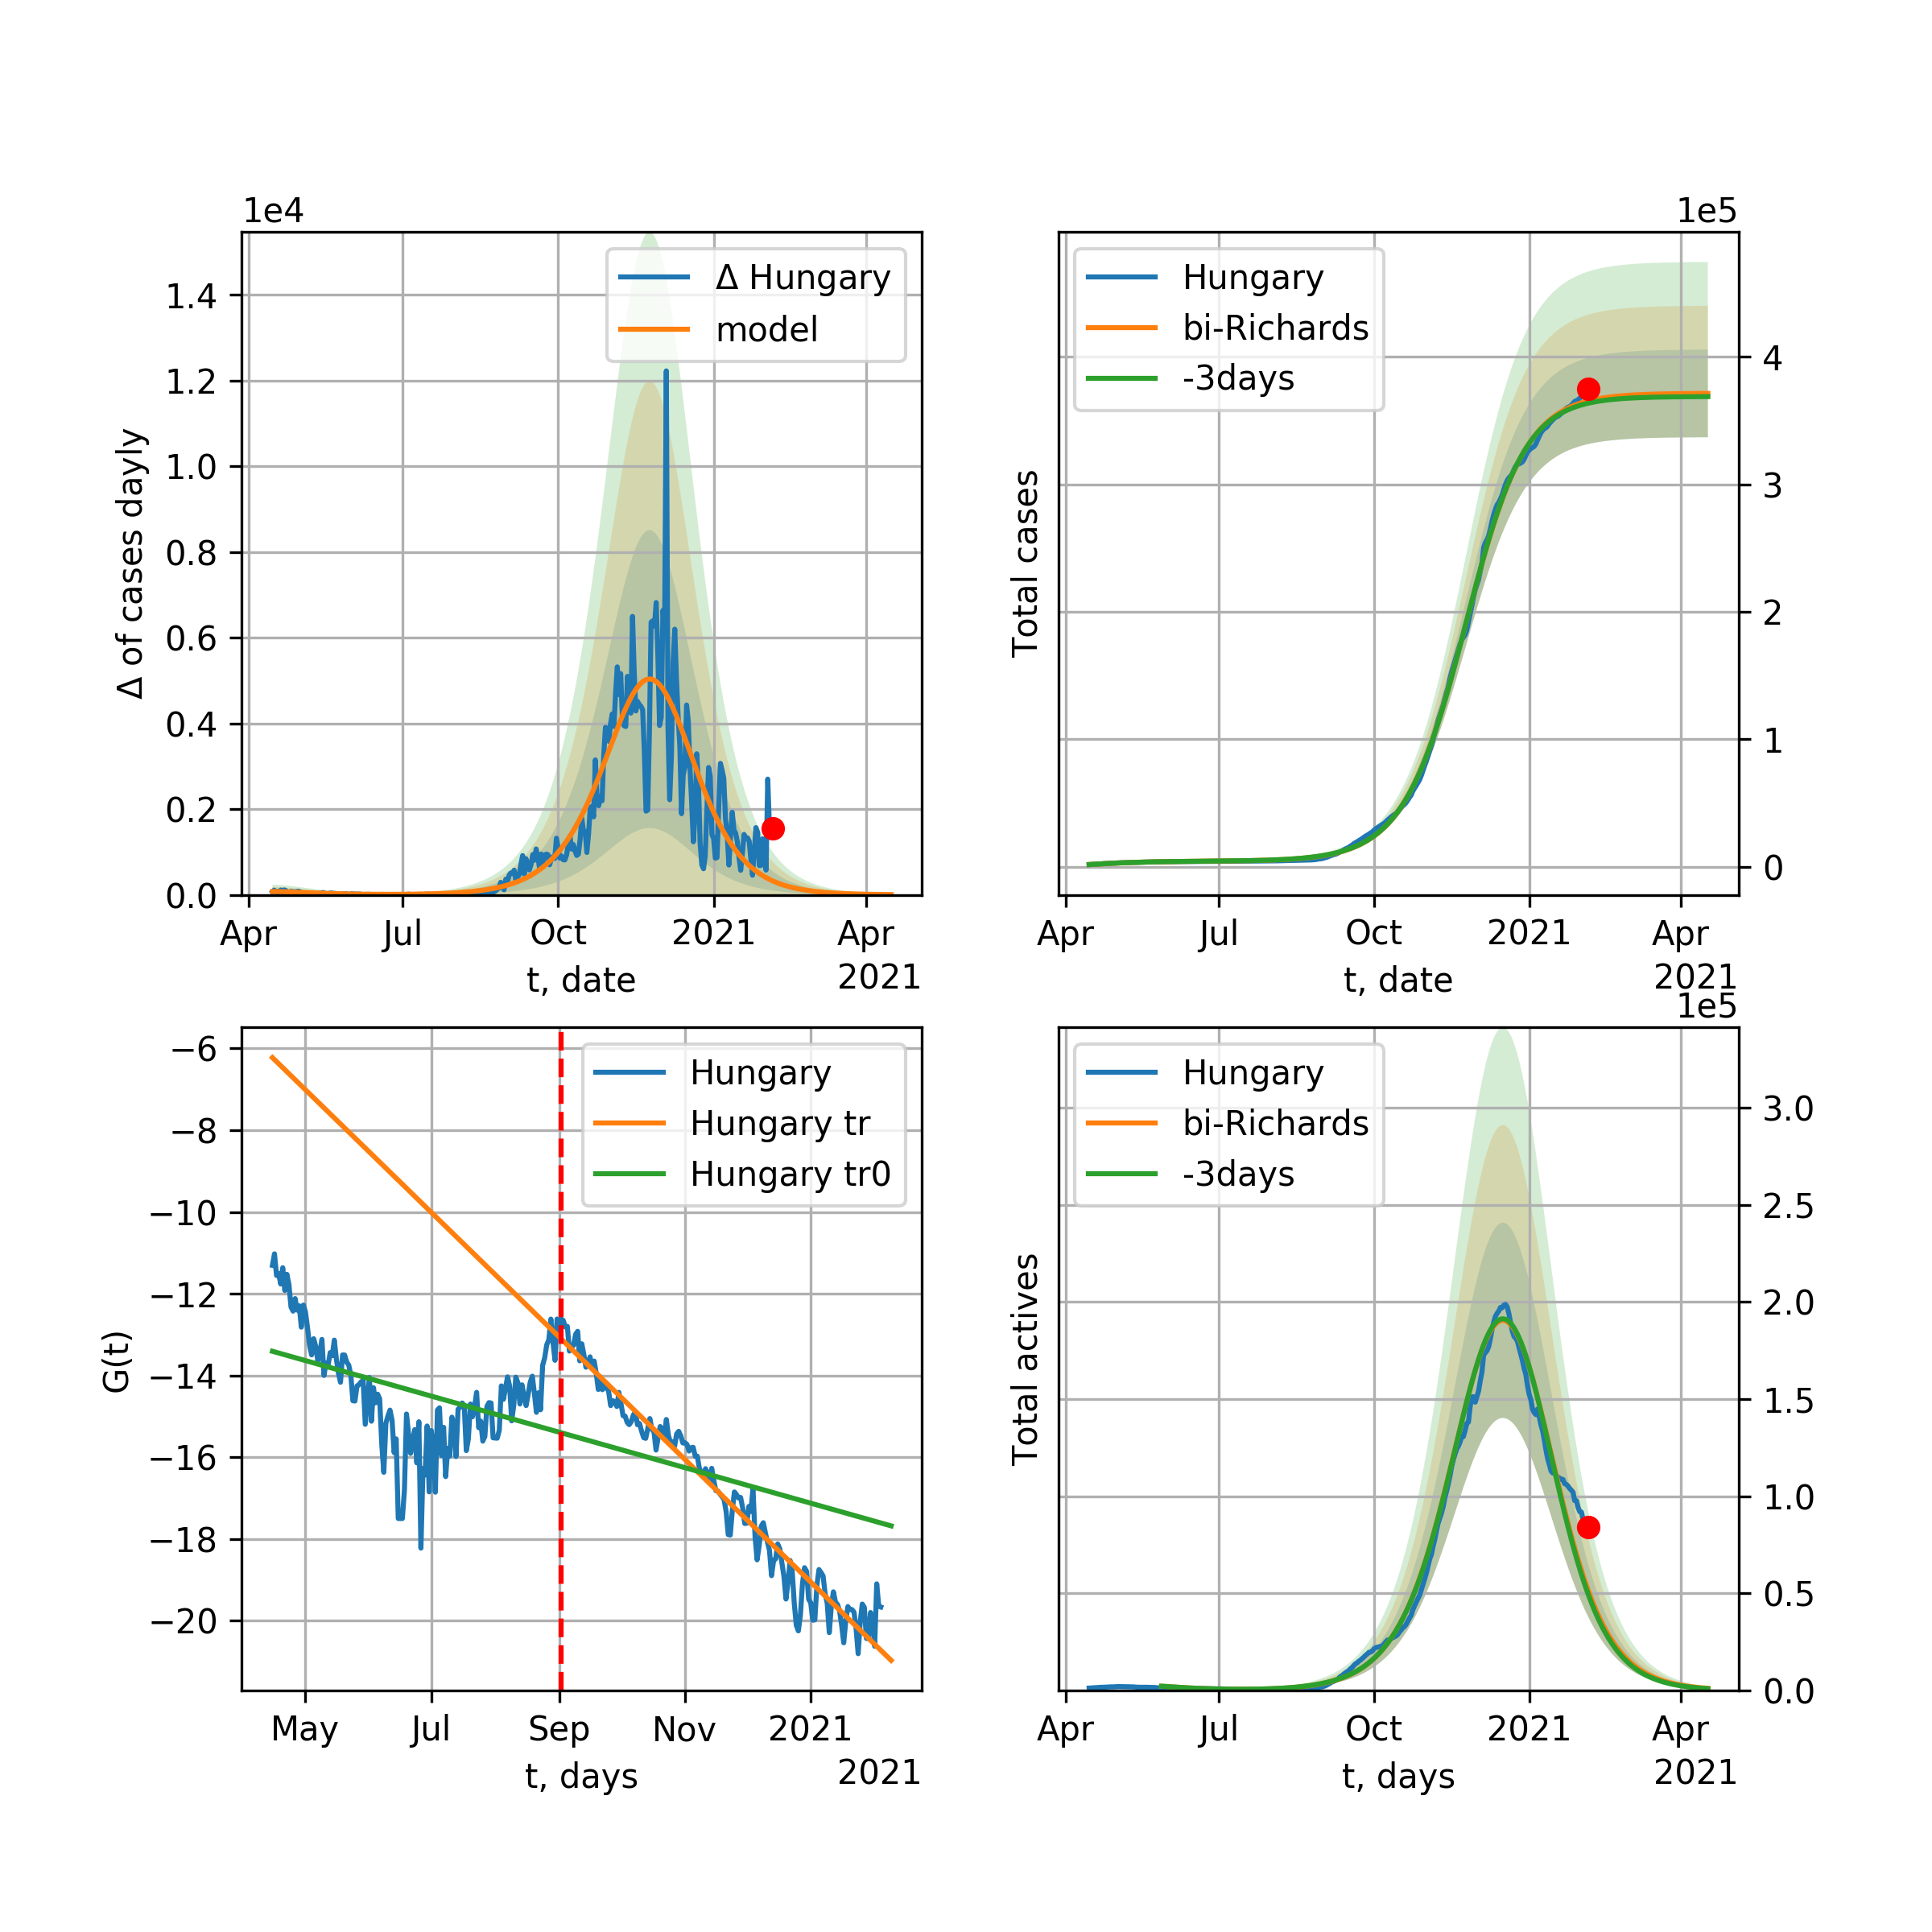 1e4
Δ of cases dayly
1.4
1.2
1.0
0.8
0.6
0.4
0.2
0.0
Δ Hungary
model
Apr Jul Oct 2021 Apr
t, date
2021
1e5
Total cases
Hungary
bi-Richards
-3days
4
3
2
1
0
Apr Jul Oct 2021 Apr
t, date
2021
G(t)
−6
−8
−10
−12
−14
−16
−18
−20
Hungary
Hungary tr
Hungary tr0
May Jul Sep Nov 2021
t, days
2021
1e5
Total actives
Hungary
bi-Richards
-3days
3.0
2.5
2.0
1.5
1.0
0.5
0.0
Apr Jul Oct 2021 Apr
t, days
2021